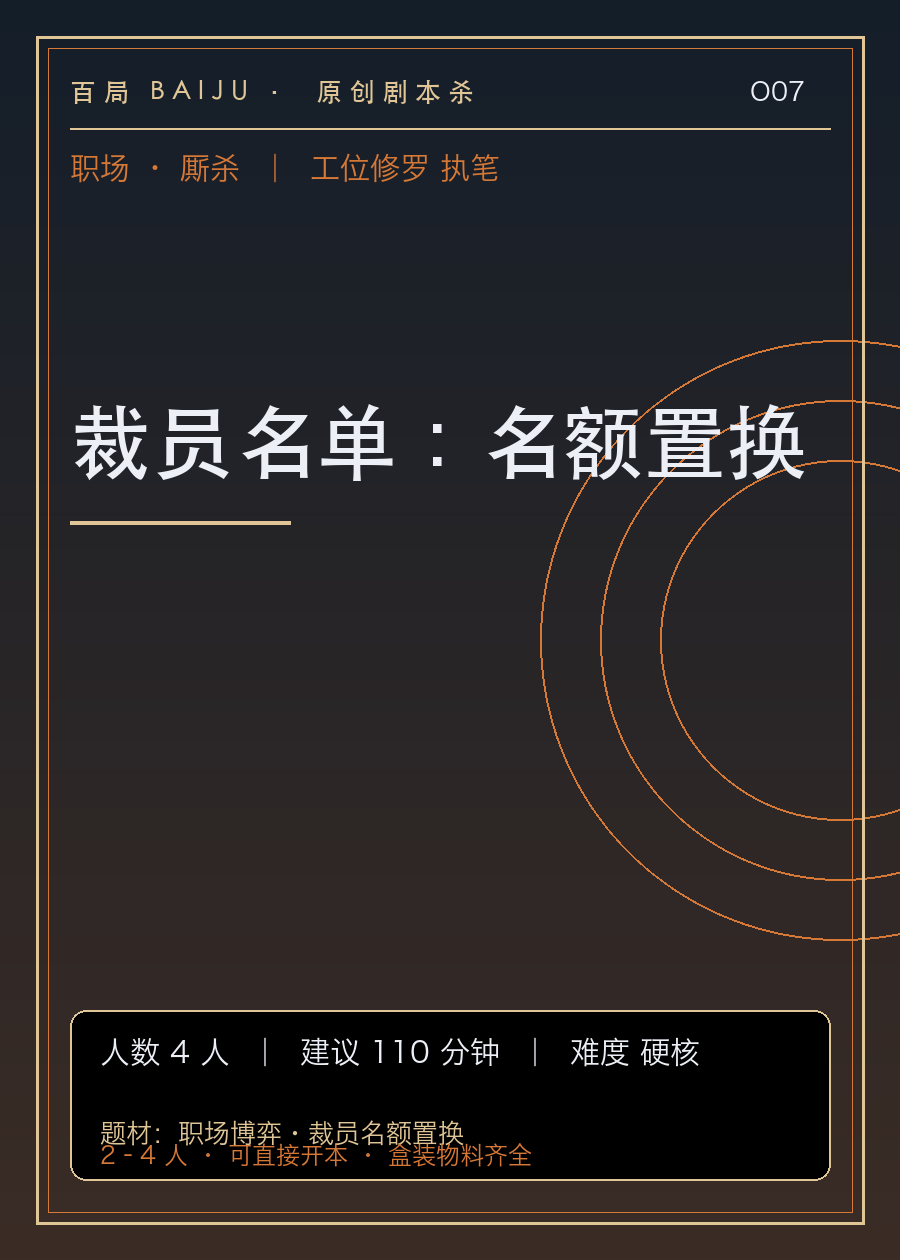 百局 BAIJU · 原创剧本杀 007
职场 · 厮杀 | 工位修罗 执笔
裁员名单：名额置换
人数 4 人 | 建议 110 分钟 | 难度 硬核
题材: 职场博弈 · 裁员名额置换
2-4 人 · 可直接开本 · 盒装物料齐全